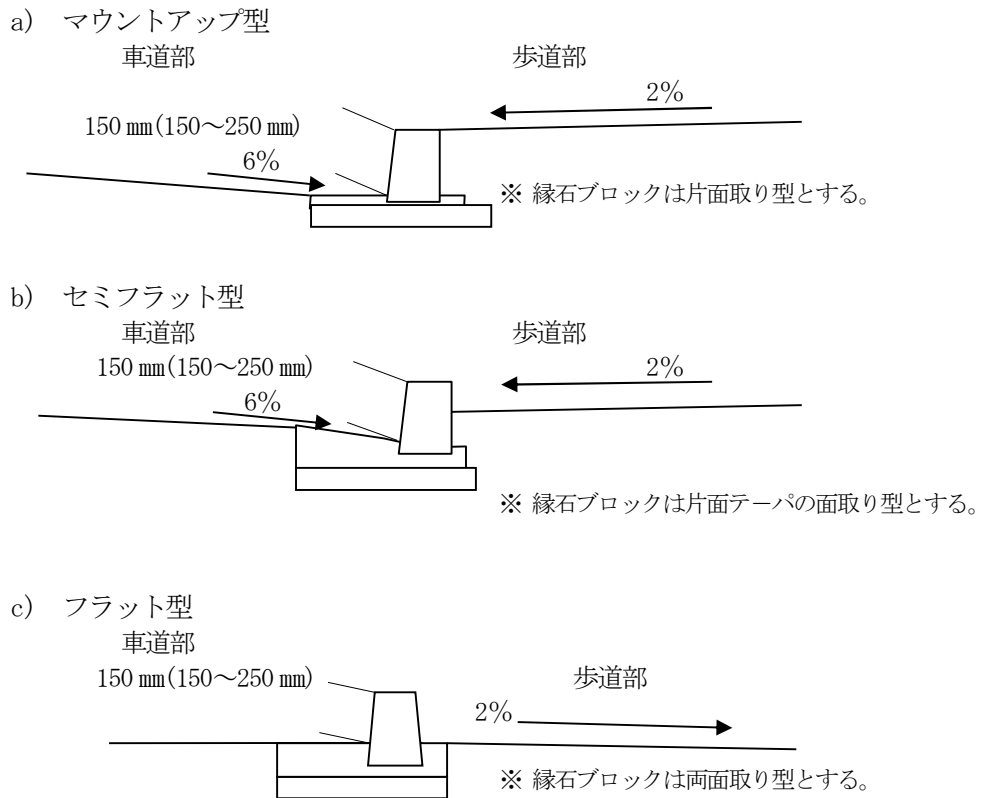 a) マウントアップ型
車道部 歩道部
2%
150 mm(150～250 mm)
6%
※ 縁石ブロックは片面取り型とする。
b) セミフラット型
車道部 歩道部
150 mm(150～250 mm)
2%
6%
※ 縁石ブロックは片面テーパの面取り型とする。
c) フラット型
車道部
150 mm(150～250 mm) 歩道部
2%
※ 縁石ブロックは両面取り型とする。